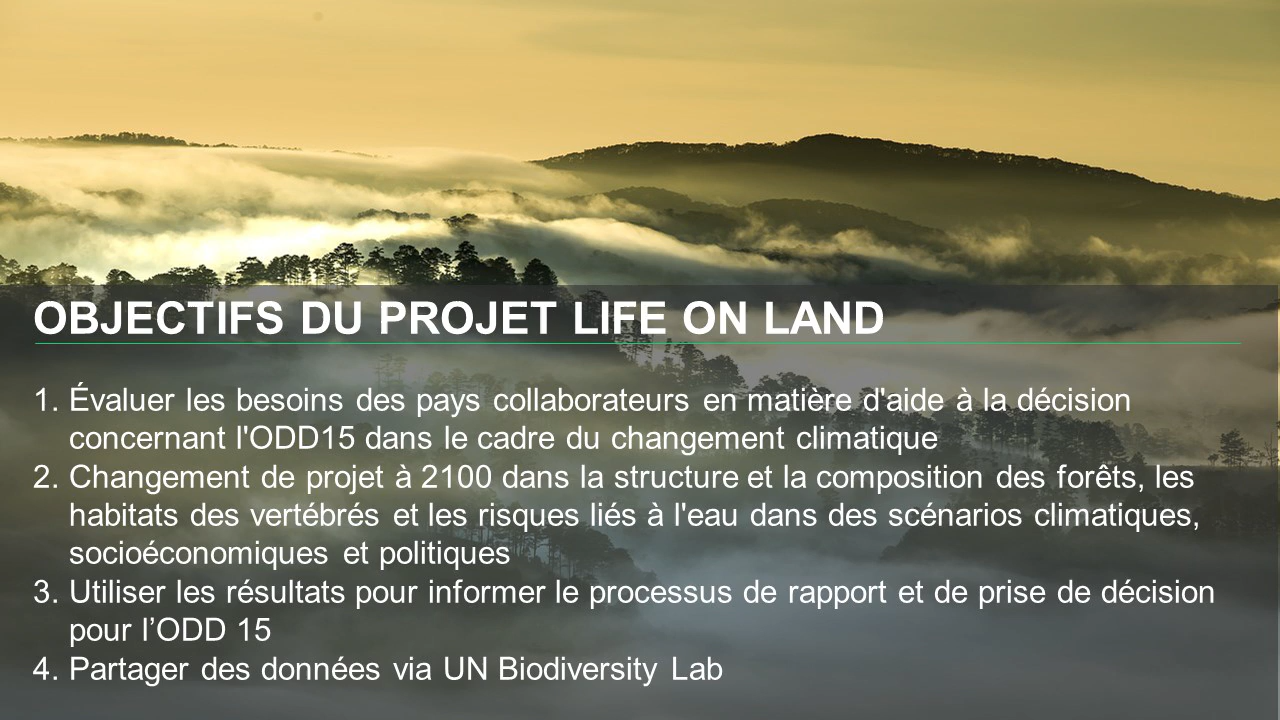 OBJECTIFS DU PROJET LIFE ON LAND
1. Évaluer les besoins des pays collaborateurs en matière d'aide à la décision
concernant l'ODD15 dans le cadre du changement climatique
2. Changement de projet à 2100 dans la structure et la composition des forêts, les
habitats des vertébrés et les risques liés à l'eau dans des scénarios climatiques,
socioéconomiques et politiques
3. Utiliser les résultats pour informer le processus de rapport et de prise de décision
pour l’ODD 15
4. Partager des données via UN Biodiversity Lab